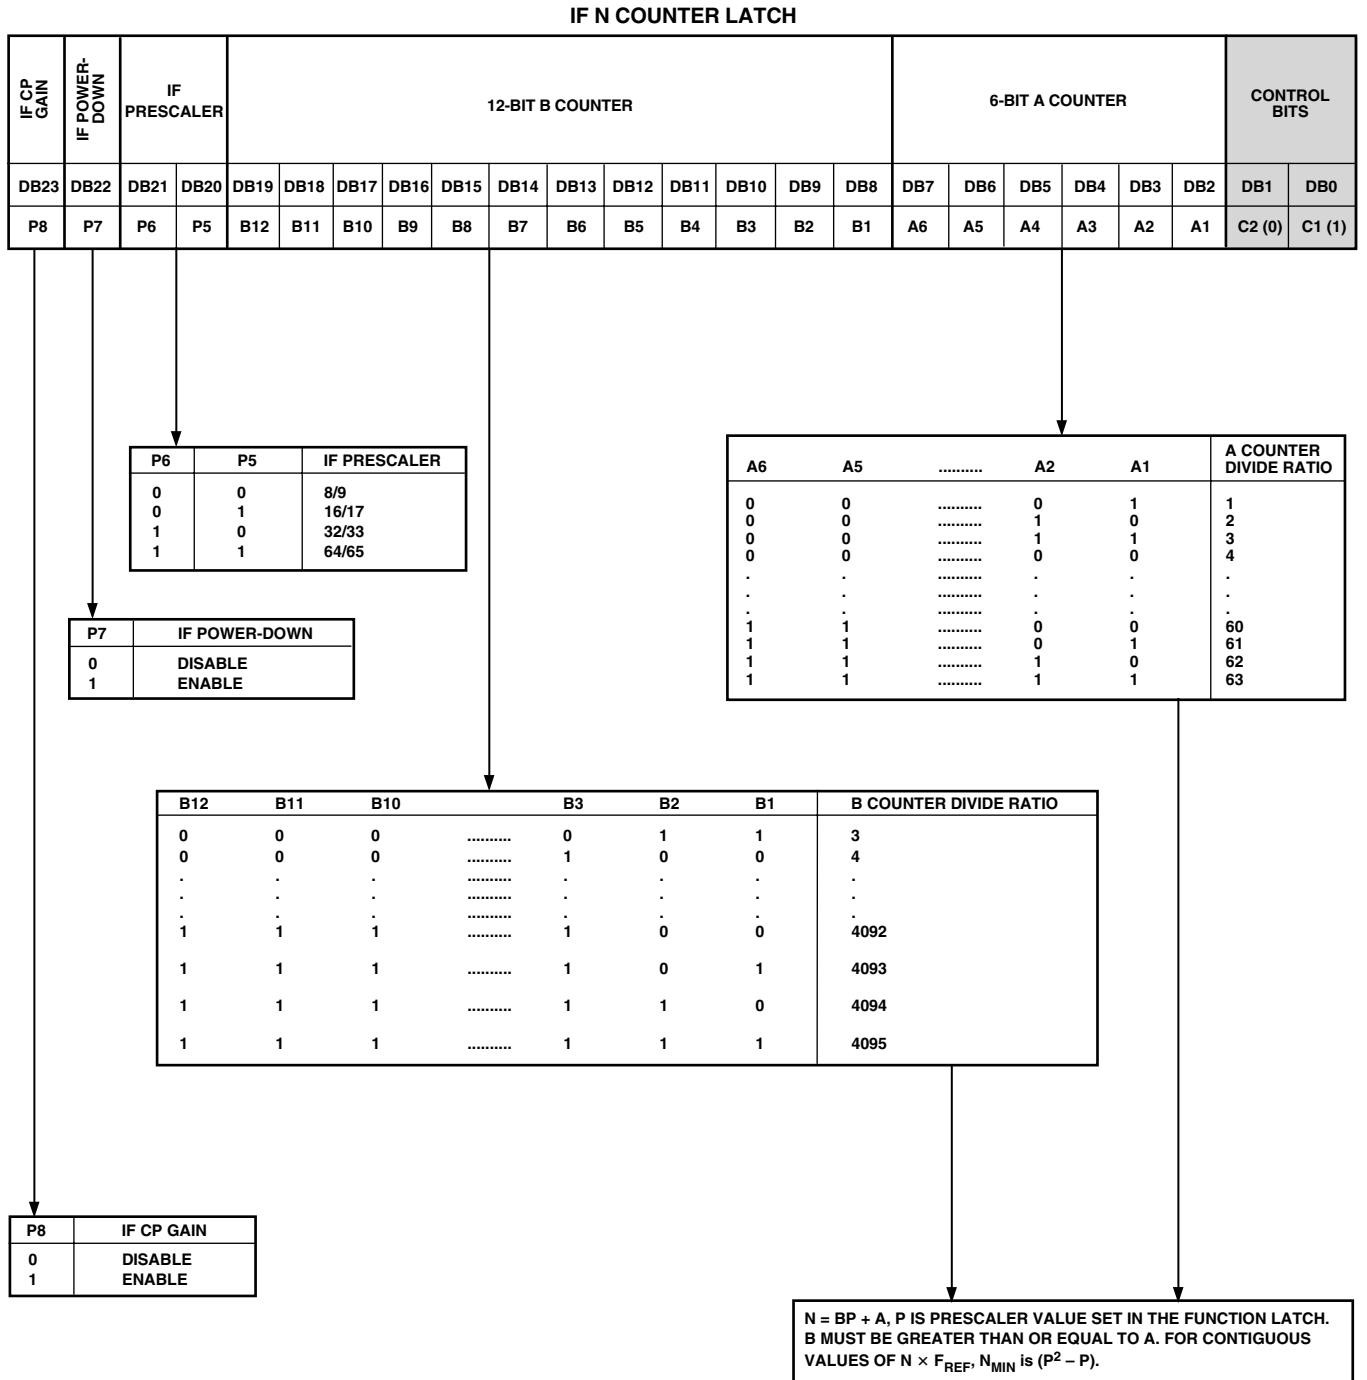 IF N COUNTER LATCH
IF CP GAIN
IF POWER-DOWN
IF PRESCALER
12-BIT B COUNTER
6-BIT A COUNTER
CONTROL BITS
DB23 DB22 DB21 DB20 DB19 DB18 DB17 DB16 DB15 DB14 DB13 DB12 DB11 DB10 DB9 DB8 DB7 DB6 DB5 DB4 DB3 DB2 DB1 DB0
P8 P7 P6 P5 B12 B11 B10 B9 B8 B7 B6 B5 B4 B3 B2 B1 A6 A5 A4 A3 A2 A1 C2 (0) C1 (1)
P6 P5 IF PRESCALER
0 0 8/9
0 1 16/17
1 0 32/33
1 1 64/65
A6 A5 .......... A2 A1 A COUNTER DIVIDE RATIO
0 0 .......... 0 1 1
0 0 .......... 1 0 2
0 0 .......... 1 1 3
0 0 .......... 0 0 4
. . .......... . . .
. . .......... . . .
. . .......... . . .
1 1 .......... 0 0 60
1 1 .......... 0 1 61
1 1 .......... 1 0 62
1 1 .......... 1 1 63
P7 IF POWER-DOWN
0 DISABLE
1 ENABLE
B12 B11 B10 B3 B2 B1 B COUNTER DIVIDE RATIO
0 0 0 .......... 0 1 1 3
0 0 0 .......... 1 0 0 4
. . . .......... . . . .
. . . .......... . . . .
. . . .......... . . . .
1 1 1 .......... 1 0 0 4092
1 1 1 .......... 1 0 1 4093
1 1 1 .......... 1 1 0 4094
1 1 1 .......... 1 1 1 4095
P8 IF CP GAIN
0 DISABLE
1 ENABLE
N = BP + A, P IS PRESCALER VALUE SET IN THE FUNCTION LATCH.
B MUST BE GREATER THAN OR EQUAL TO A. FOR CONTIGUOUS
VALUES OF N × FREF, NMIN is (P² – P).